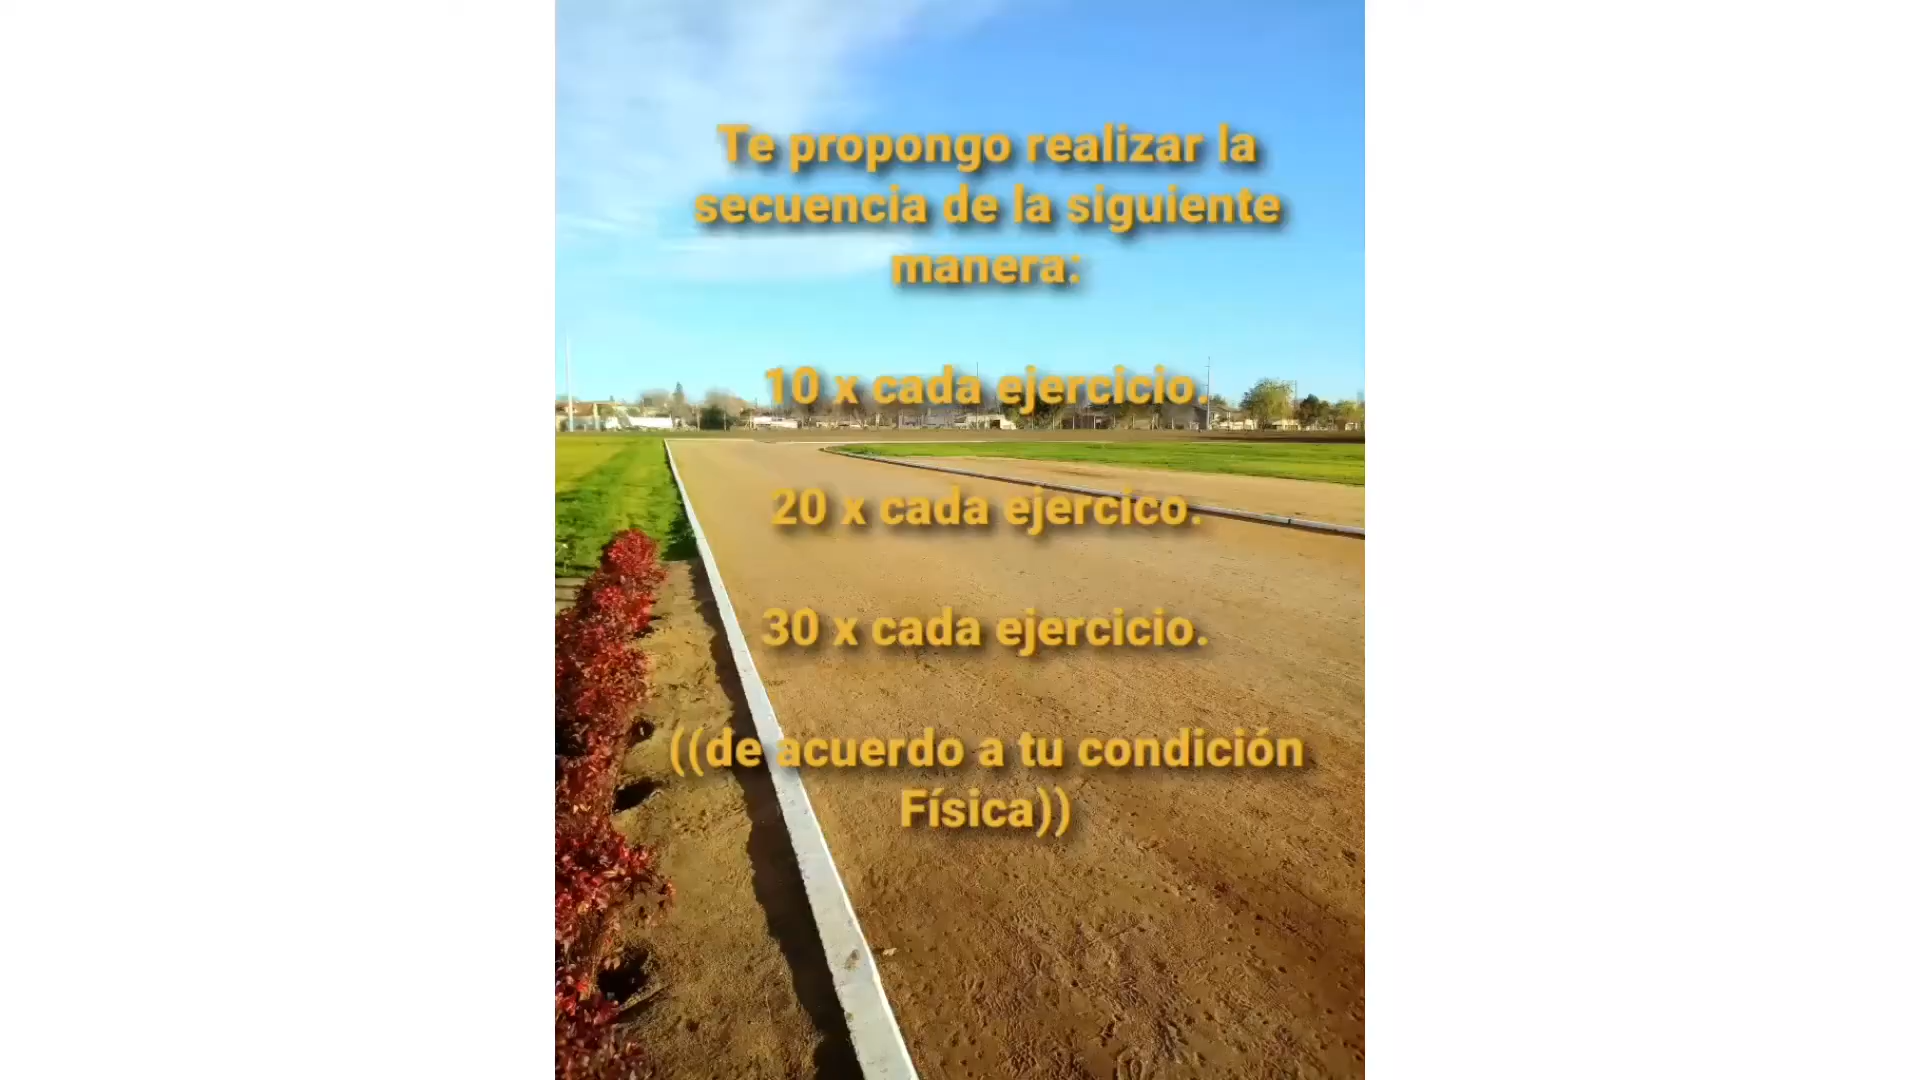 Te propongo realizar la
secuencia de la siguiente
manera:
10 x cada ejercicio.
20 x cada ejercico.
30 x cada ejercicio.
((de acuerdo a tu condición
Física))